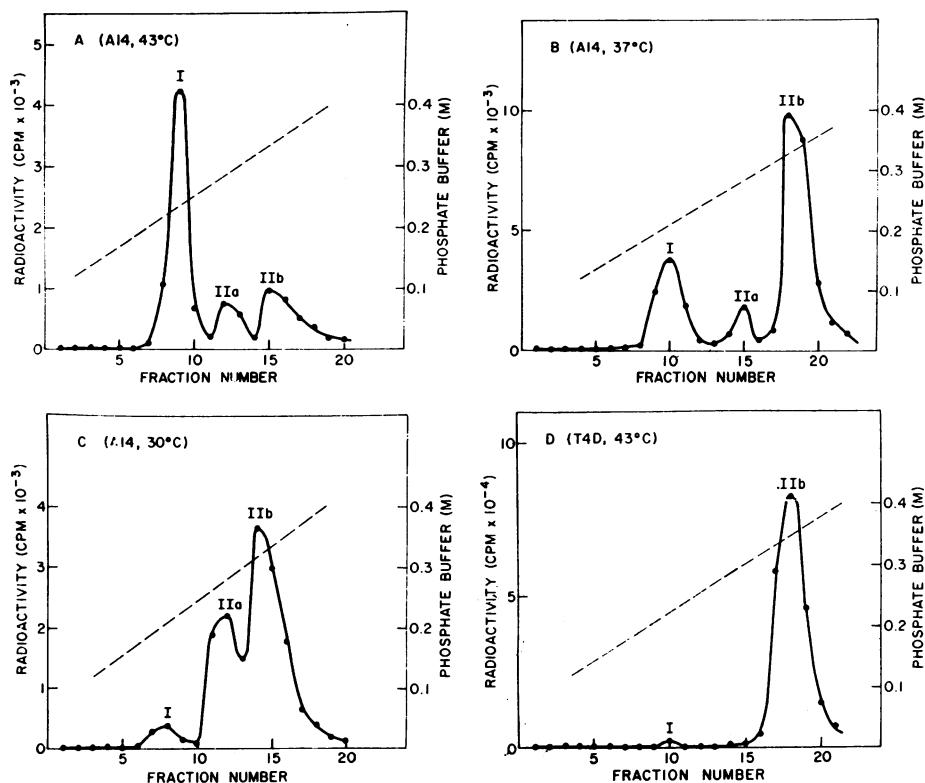 A (A14, 43°C)
I
IIa
IIb
5
4
3
2
1
0
0.4
0.3
0.2
0.1
5
10
15
20
RADIOACTIVITY (CPM x 10⁻³)
PHOSPHATE BUFFER (M)
FRACTION NUMBER
B (A14, 37°C)
IIb
I
IIa
10
5
0
0.4
0.3
0.2
0.1
5
10
15
20
RADIOACTIVITY (CPM x 10⁻³)
PHOSPHATE BUFFER (M)
FRACTION NUMBER
C (A14, 30°C)
IIb
IIa
I
4
3
2
1
0
0.4
0.3
0.2
0.1
5
10
15
20
RADIOACTIVITY (CPM x 10⁻³)
PHOSPHATE BUFFER (M)
FRACTION NUMBER
D (T4D, 43°C)
IIb
I
10
5
0
0.4
0.3
0.2
0.1
5
10
15
20
RADIOACTIVITY (CPM x 10⁻⁴)
PHOSPHATE BUFFER (M)
FRACTION NUMBER